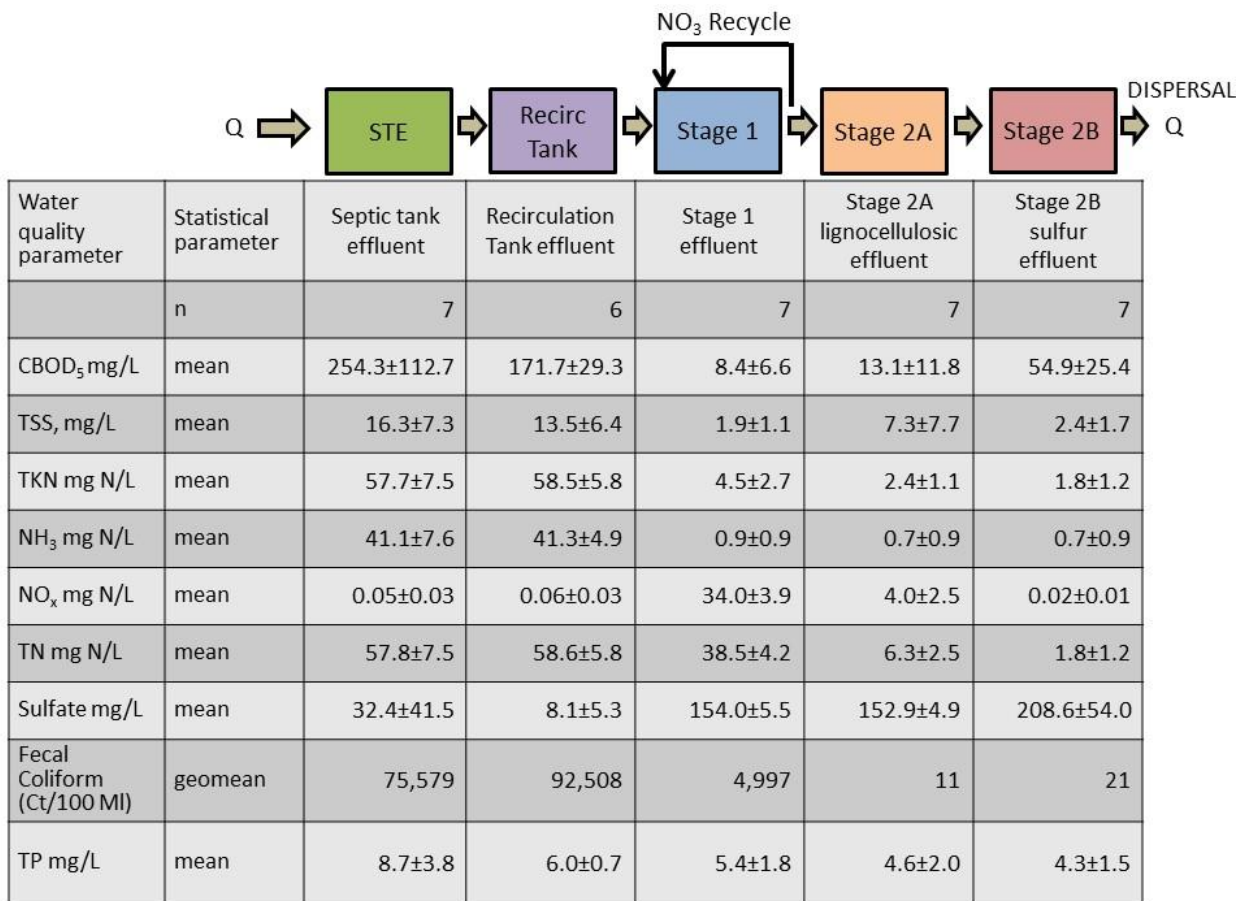 NO₃ Recycle
DISPERSAL
Q
STE
Recirc
Tank
Stage 1
Stage 2A
Stage 2B
Q
Water
quality
parameter
Statistical
parameter
Septic tank
effluent
Recirculation
Tank effluent
Stage 1
effluent
Stage 2A
lignocellulosic
effluent
Stage 2B
sulfur
effluent
n 7 6 7 7 7
CBOD₅ mg/L mean 254.3±112.7 171.7±29.3 8.4±6.6 13.1±11.8 54.9±25.4
TSS, mg/L mean 16.3±7.3 13.5±6.4 1.9±1.1 7.3±7.7 2.4±1.7
TKN mg N/L mean 57.7±7.5 58.5±5.8 4.5±2.7 2.4±1.1 1.8±1.2
NH₃ mg N/L mean 41.1±7.6 41.3±4.9 0.9±0.9 0.7±0.9 0.7±0.9
NOₓ mg N/L mean 0.05±0.03 0.06±0.03 34.0±3.9 4.0±2.5 0.02±0.01
TN mg N/L mean 57.8±7.5 58.6±5.8 38.5±4.2 6.3±2.5 1.8±1.2
Sulfate mg/L mean 32.4±41.5 8.1±5.3 154.0±5.5 152.9±4.9 208.6±54.0
Fecal
Coliform
(Ct/100 Ml)
geomean 75,579 92,508 4,997 11 21
TP mg/L mean 8.7±3.8 6.0±0.7 5.4±1.8 4.6±2.0 4.3±1.5